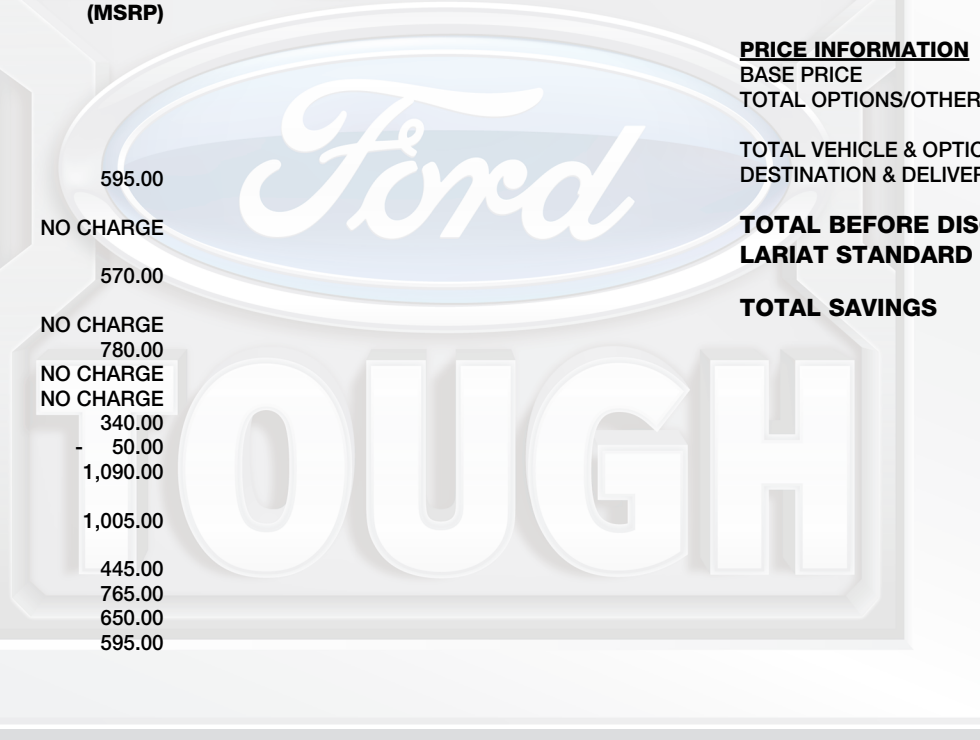 (MSRP)
595.00
NO CHARGE
570.00
NO CHARGE
780.00
NO CHARGE
NO CHARGE
340.00
- 50.00
1,090.00
1,005.00
445.00
765.00
650.00
595.00
PRICE INFORMATION
BASE PRICE
TOTAL OPTIONS/OTHER
TOTAL VEHICLE & OPTIO
DESTINATION & DELIVER
TOTAL BEFORE DIS
LARIAT STANDARD
TOTAL SAVINGS
Ford
TOUGH